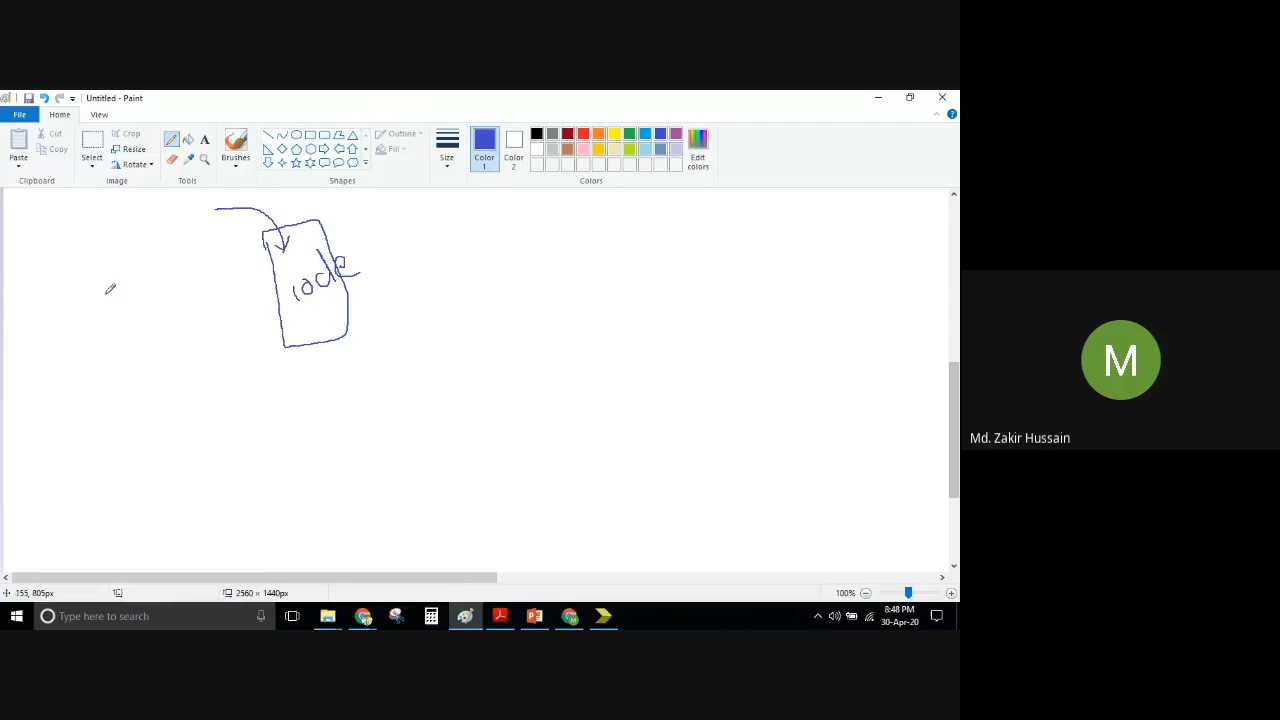 Untitled - Paint
File Home View
Paste
Cut
Copy
Clipboard
Select
Crop
Resize
Rotate
Image
Tools
Brushes
Shapes
Outline
Fill
Size
Color 1
Color 2
Edit colors
Colors
155, 805px
2560 × 1440px
100%
Type here to search
8:48 PM
30-Apr-20
M
Md. Zakir Hussain